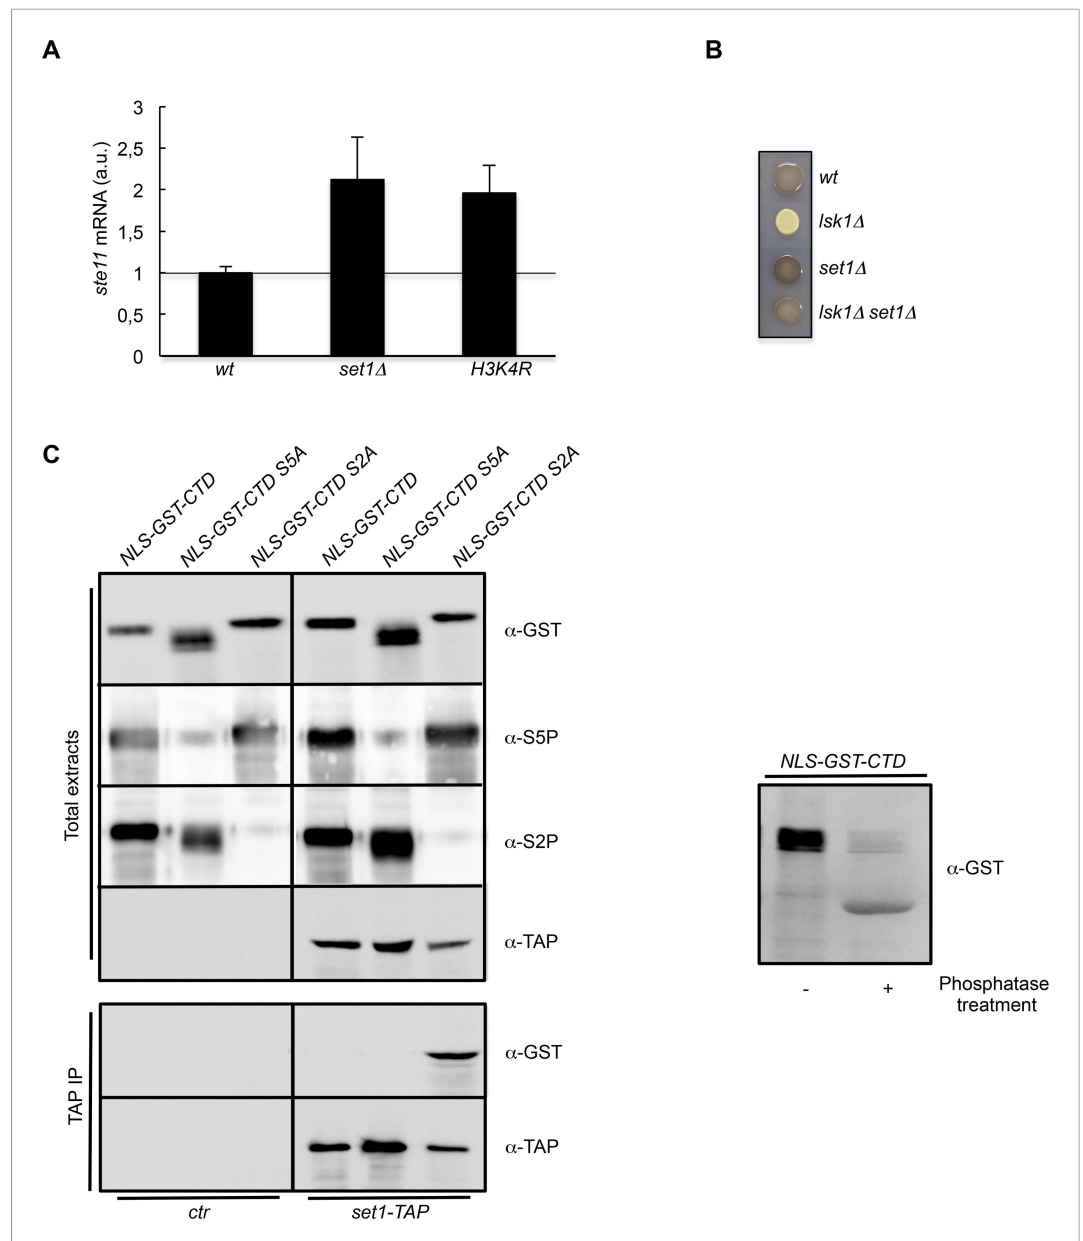 A
B
3
2,5
2
1,5
1
0,5
0
ste11 mRNA (a.u.)
wt
set1Δ
H3K4R
wt
lsk1Δ
set1Δ
lsk1Δ set1Δ
C
NLS-GST-CTD
NLS-GST-CTD S5A
NLS-GST-CTD S2A
NLS-GST-CTD
NLS-GST-CTD S5A
NLS-GST-CTD S2A
Total extracts
α-GST
α-S5P
α-S2P
α-TAP
TAP IP
α-GST
α-TAP
ctr
set1-TAP
NLS-GST-CTD
α-GST
- + Phosphatase
treatment